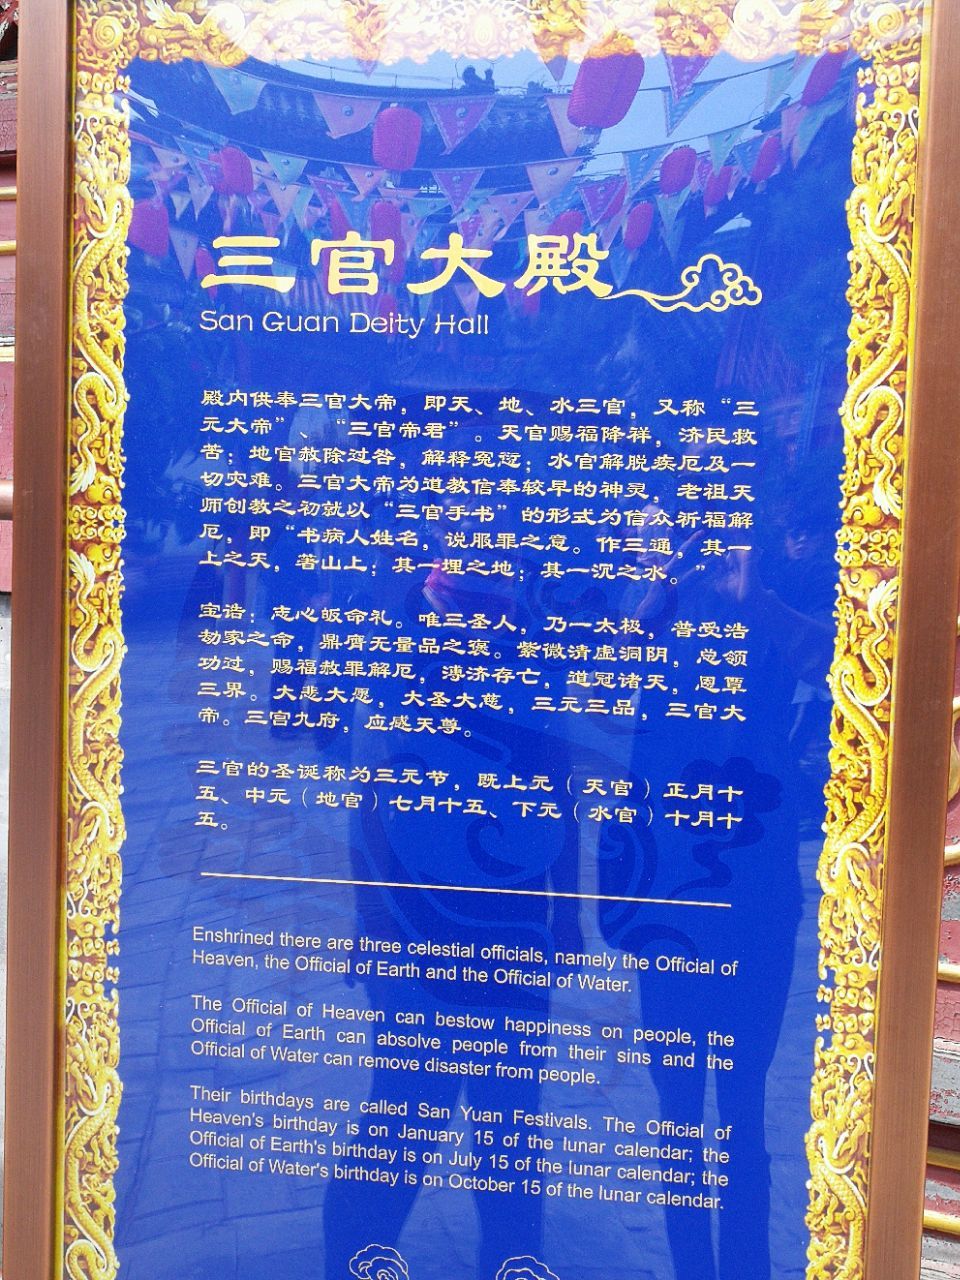 三官大殿
San Guan Deity Hall
殿内供奉三官大帝，即天、地、水三官，又称“三
元大帝”、“三官帝君”。天官赐福降祥，济民救
苦；地官赦除过咎，解释冤愆；水官解脱疾厄及一
切灾难。三官大帝为道教信奉较早的神灵，老祖天
师创教之初就以“三官手书”的形式为信众祈福解
厄，即“书病人姓名，说服罪之意。作三通，其一
上之天，著山上；其一埋之地；其一沉之水。”
宝诰：志心皈命礼。唯三圣人，乃一太极，普受浩
劫家之命，鼎膺无量品之褒。紫微清虚洞阴，总领
功过，赐福赦罪解厄，溥济存亡，道冠诸天，恩覃
三界。大悲大愿，大圣大慈，三元三品，三官大
帝。三宫九府，应感天尊。
三官的圣诞称为三元节，既上元（天官）正月十
五、中元（地官）七月十五、下元（水官）十月十
五。
Enshrined there are three celestial officials, namely the Official of
Heaven, the Official of Earth and the Official of Water.
The Official of Heaven can bestow happiness on people, the
Official of Earth can absolve people from their sins and the
Official of Water can remove disaster from people.
Their birthdays are called San Yuan Festivals. The Official of
Heaven's birthday is on January 15 of the lunar calendar; the
Official of Earth's birthday is on July 15 of the lunar calendar; the
Official of Water's birthday is on October 15 of the lunar calendar.